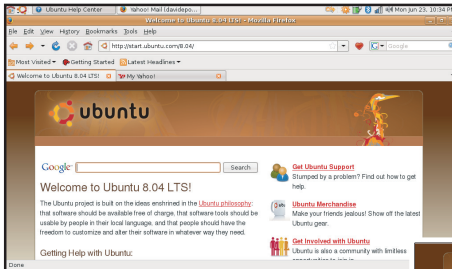 Ubuntu Help Center
Yahoo! Mail (davidepo...
Mon Jun 23, 10:34 P
Welcome to Ubuntu 8.04 LTS! - Mozilla Firefox
File Edit View History Bookmarks Tools Help
http://start.ubuntu.com/8.04/
Google
Most Visited Getting Started Latest Headlines
Welcome to Ubuntu 8.04 LTS!
My Yahoo!
ubuntu
Google Search
Welcome to Ubuntu 8.04 LTS!
The Ubuntu project is built on the ideas enshrined in the Ubuntu philosophy:
that software should be available free of charge, that software tools should be
usable by people in their local language, and that people should have the
freedom to customize and alter their software in whatever way they need.
Getting Help with Ubuntu:
Get Ubuntu Support
Stumped by a problem? Find out how to get
help.
Ubuntu Merchandise
Make your friends jealous! Show off the latest
Ubuntu gear.
Get Involved with Ubuntu
Ubuntu is also a community with limitless
opportunities to join in
Done